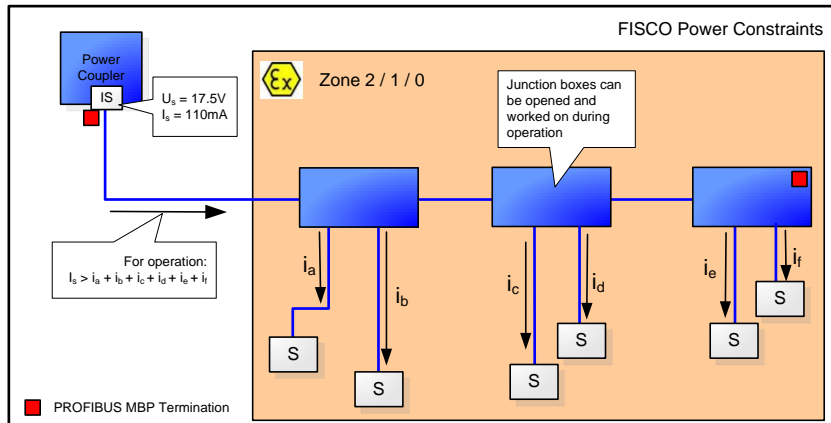 FISCO Power Constraints
Power
Coupler
IS
Us = 17.5V
Is = 110mA
εx
Zone 2 / 1 / 0
Junction boxes can
be opened and
worked on during
operation
For operation:
Is > ia + ib + ic + id + ie + if
ia
ib
ic
id
ie
if
S
S
S
S
S
S
PROFIBUS MBP Termination